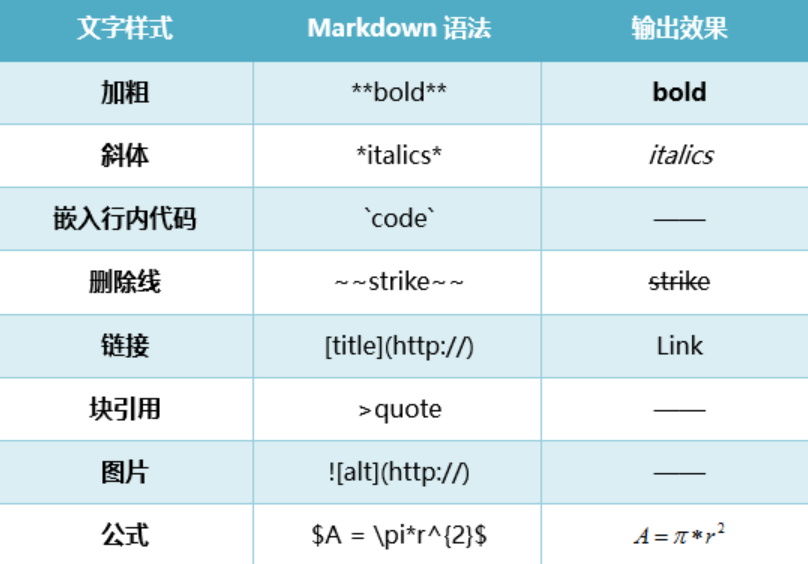 文字样式 Markdown 语法 输出效果
加粗 **bold** bold
斜体 *italics* italics
嵌入行内代码 `code` ——
删除线 ~~strike~~ strike
链接 [title](http://) Link
块引用 >quote ——
图片 ![alt](http://) ——
公式 $A = \pi*r^{2}$ A = π * r²